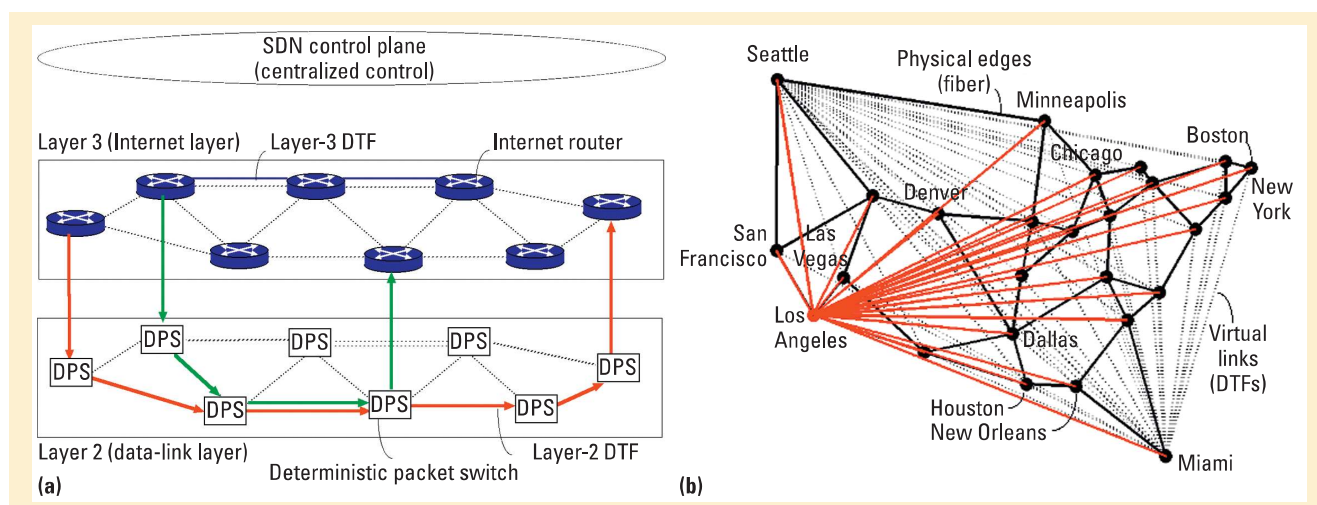 SDN control plane
(centralized control)
Layer 3 (Internet layer)
Layer-3 DTF
Internet router
DPS
DPS
DPS
DPS
DPS
DPS
DPS
DPS
Layer 2 (data-link layer)
Deterministic packet switch
Layer-2 DTF
(a)
Seattle
Physical edges
(fiber)
Minneapolis
Boston
Chicago
New
York
Denver
San
Francisco
Las
Vegas
Los
Angeles
Dallas
Virtual
links
(DTFs)
Houston
New Orleans
Miami
(b)